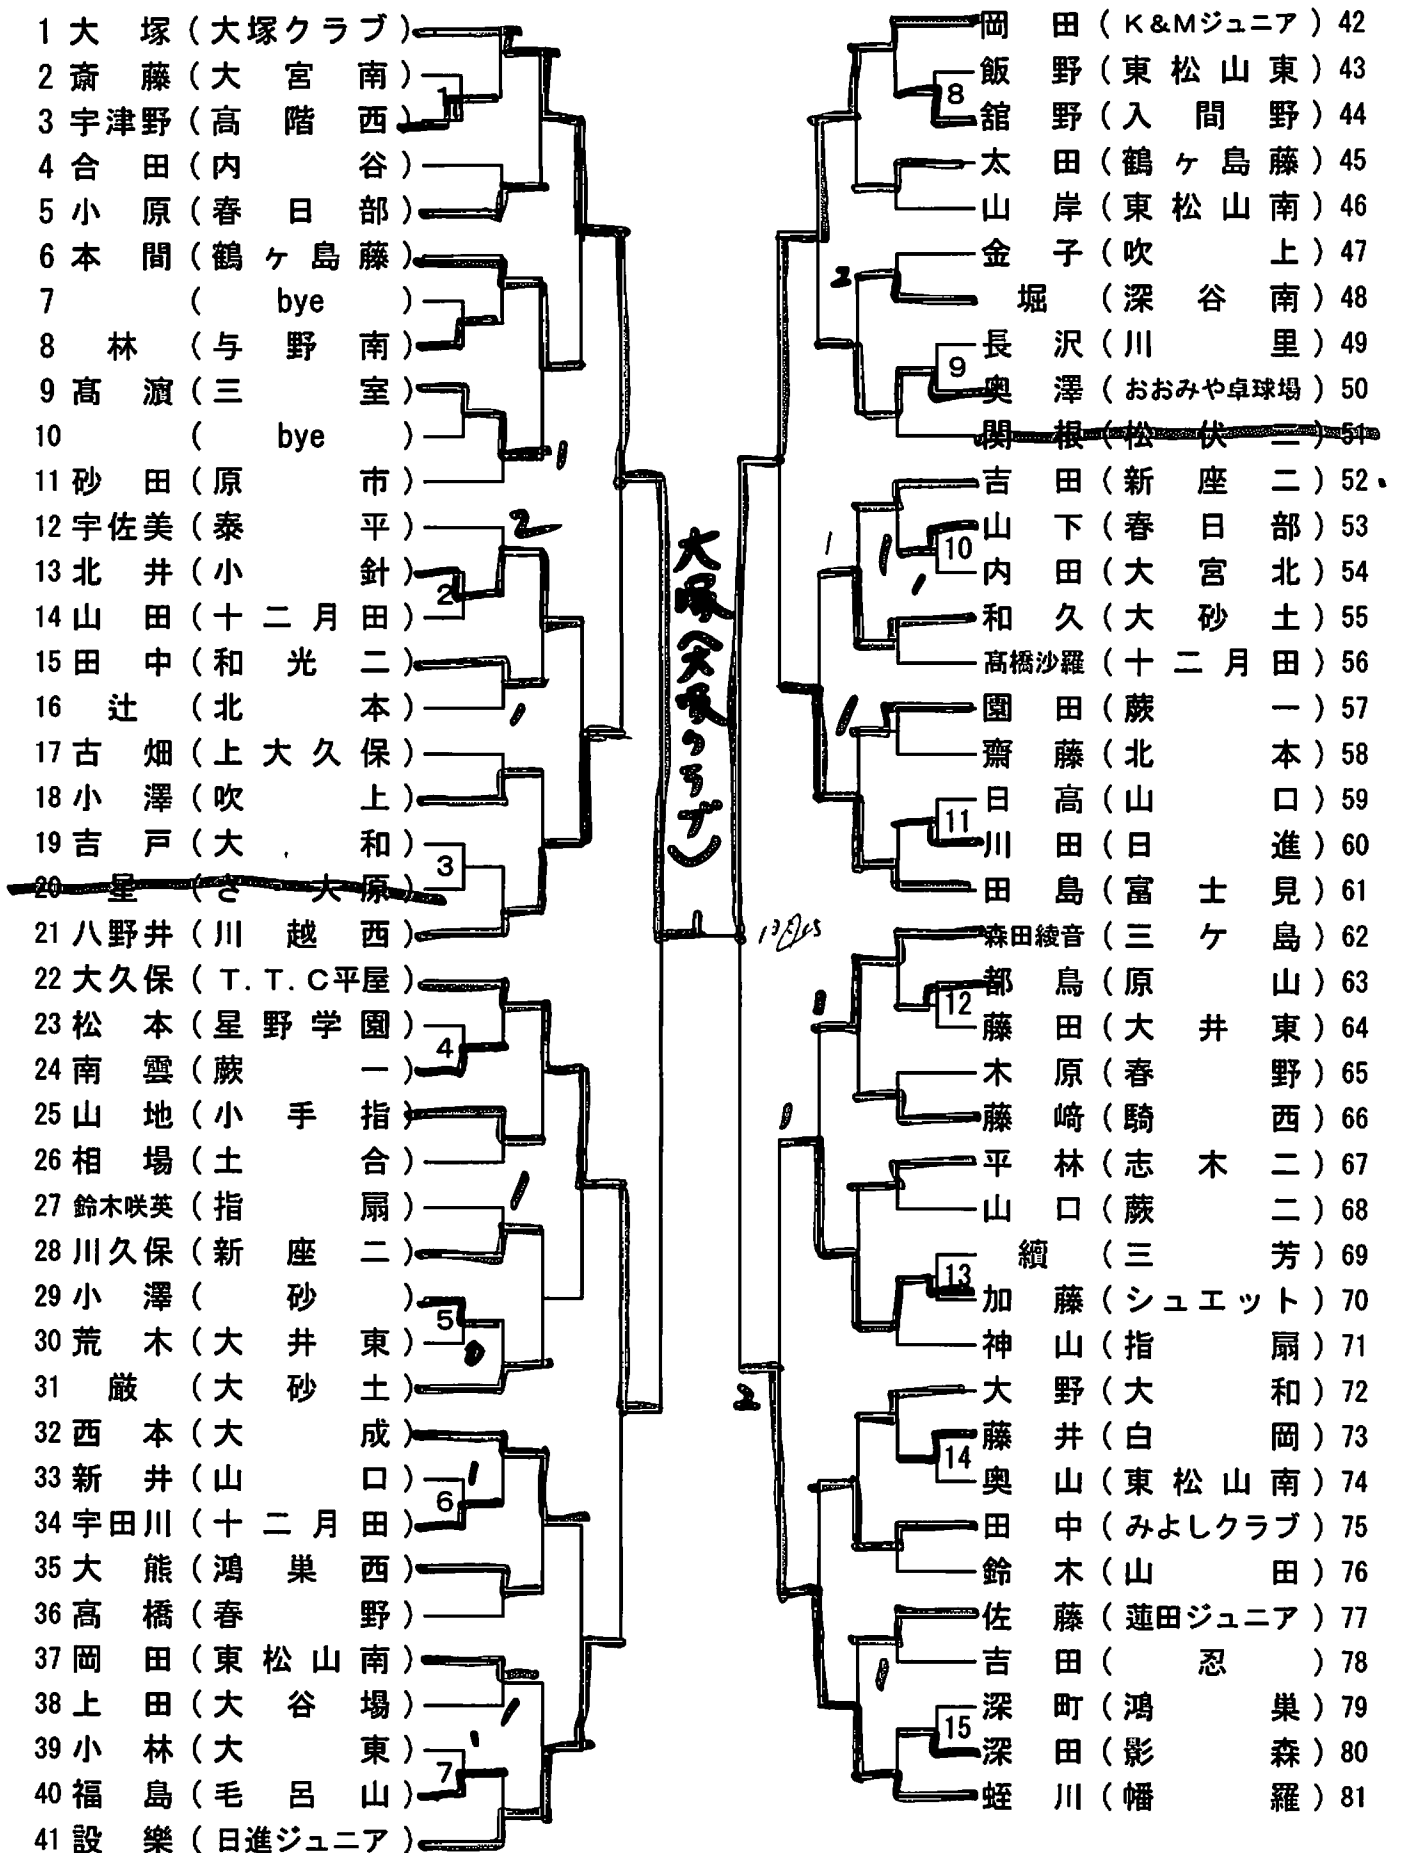 1 大塚 (大塚クラブ)
2 斎藤 (大宮南)
3 宇津野 (髙階西)
4 合田 (内谷)
5 小原 (春日部)
6 本間 (鶴ヶ島藤)
7 (bye)
8 林 (与野南)
9 髙濵 (三室)
10 (bye)
11 砂田 (原市)
12 宇佐美 (泰平)
13 北井 (小針)
14 山田 (十二月田)
15 田中 (和光二)
16 辻 (北本)
17 古畑 (上大久保)
18 小澤 (吹上)
19 吉戸 (大和)
20 星 (さ大原)
21 八野井 (川越西)
22 大久保 (T.T.C平屋)
23 松本 (星野学園)
24 南雲 (蕨一)
25 山地 (小手指)
26 相場 (土合)
27 鈴木咲英 (指扇)
28 川久保 (新座二)
29 小澤 (砂)
30 荒木 (大井東)
31 厳 (大砂土)
32 西本 (大成)
33 新井 (山口)
34 宇田川 (十二月田)
35 大熊 (鴻巣西)
36 髙橋 (春野)
37 岡田 (東松山南)
38 上田 (大谷場)
39 小林 (大東)
40 福島 (毛呂山)
41 設樂 (日進ジュニア)
1
2
3
4
5
6
7
大塚(大塚クラブ)
岡田 (K&Mジュニア) 42
飯野 (東松山東) 43
舘野 (入間野) 44
太田 (鶴ヶ島藤) 45
山岸 (東松山南) 46
金子 (吹上) 47
堀 (深谷南) 48
長沢 (川里) 49
奥澤 (おおみや卓球場) 50
関根 (松伏二) 51
吉田 (新座二) 52
山下 (春日部) 53
内田 (大宮北) 54
和久 (大砂土) 55
髙橋沙羅 (十二月田) 56
園田 (蕨一) 57
齋藤 (北本) 58
日髙 (山口) 59
川田 (日進) 60
田島 (富士見) 61
森田綾音 (三ケ島) 62
都鳥 (原山) 63
藤田 (大井東) 64
木原 (春野) 65
藤﨑 (騎西) 66
平林 (志木二) 67
山口 (蕨二) 68
續 (三芳) 69
加藤 (シュエット) 70
神山 (指扇) 71
大野 (大和) 72
藤井 (白岡) 73
奥山 (東松山南) 74
田中 (みよしクラブ) 75
鈴木 (山田) 76
佐藤 (蓮田ジュニア) 77
吉田 (忍) 78
深町 (鴻巣) 79
深田 (影森) 80
蛭川 (幡羅) 81
8
9
10
11
12
13
14
15